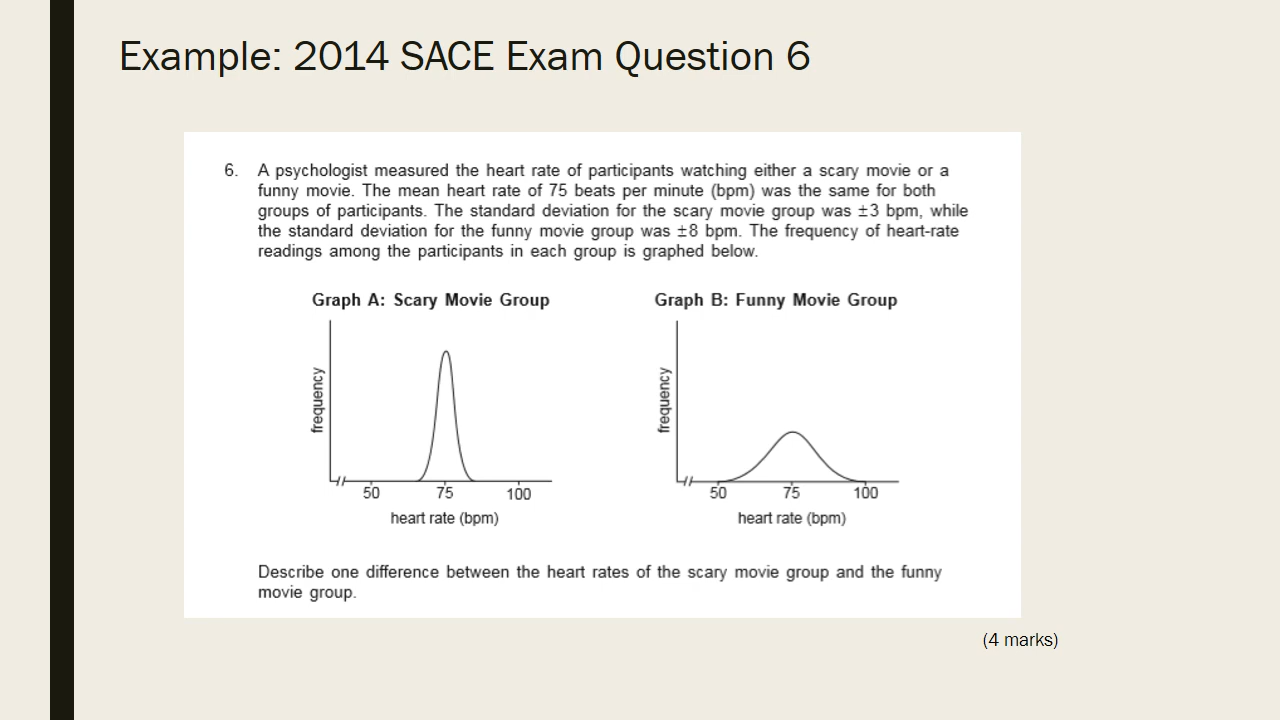 Example: 2014 SACE Exam Question 6
6. A psychologist measured the heart rate of participants watching either a scary movie or a
funny movie. The mean heart rate of 75 beats per minute (bpm) was the same for both
groups of participants. The standard deviation for the scary movie group was ±3 bpm, while
the standard deviation for the funny movie group was ±8 bpm. The frequency of heart-rate
readings among the participants in each group is graphed below.
Graph A: Scary Movie Group
frequency
50 75 100
heart rate (bpm)
Graph B: Funny Movie Group
frequency
50 75 100
heart rate (bpm)
Describe one difference between the heart rates of the scary movie group and the funny
movie group.
(4 marks)